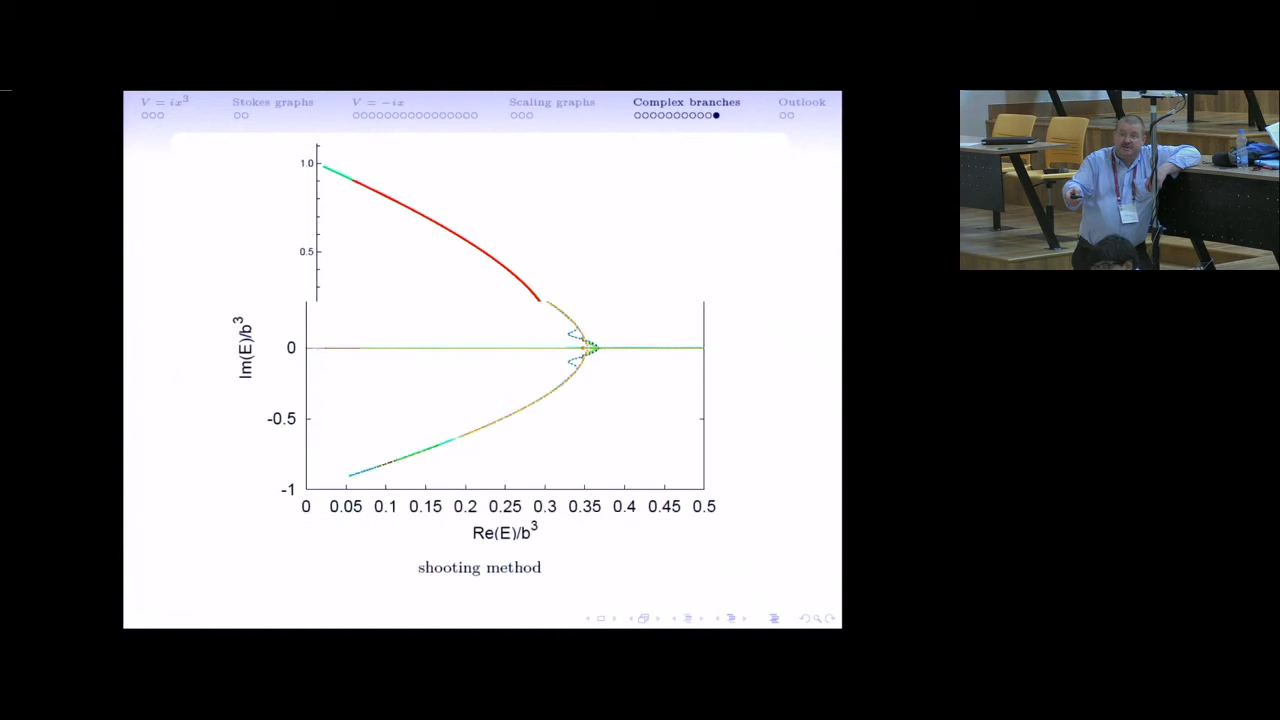 V = ix³ Stokes graphs V = −ix Scaling graphs Complex branches Outlook
1.0
0.5
0
-0.5
-1
Im(E)/b³
0 0.05 0.1 0.15 0.2 0.25 0.3 0.35 0.4 0.45 0.5
Re(E)/b³
shooting method